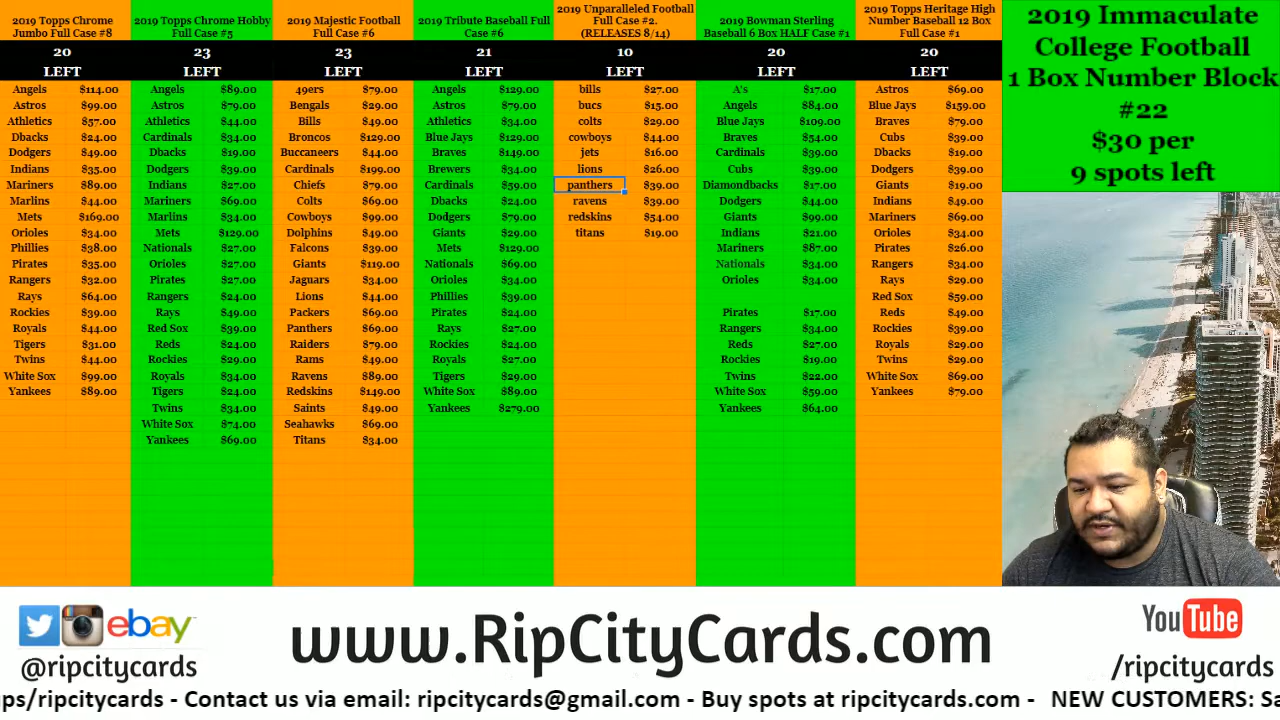 2019 Topps Chrome
Jumbo Full Case #8
20
LEFT
Angels $114.00
Astros $99.00
Athletics $57.00
Dbacks $24.00
Dodgers $49.00
Indians $35.00
Mariners $89.00
Marlins $44.00
Mets $169.00
Orioles $34.00
Phillies $38.00
Pirates $35.00
Rangers $32.00
Rays $64.00
Rockies $39.00
Royals $44.00
Tigers $31.00
Twins $44.00
White Sox $99.00
Yankees $89.00
2019 Topps Chrome Hobby
Full Case #5
23
LEFT
Angels $89.00
Astros $79.00
Athletics $44.00
Cardinals $34.00
Dbacks $19.00
Dodgers $39.00
Indians $27.00
Mariners $69.00
Marlins $34.00
Mets $129.00
Nationals $27.00
Orioles $27.00
Pirates $27.00
Rangers $24.00
Rays $49.00
Red Sox $39.00
Reds $24.00
Rockies $29.00
Royals $34.00
Tigers $24.00
Twins $34.00
White Sox $74.00
Yankees $69.00
2019 Majestic Football
Full Case #6
23
LEFT
49ers $79.00
Bengals $29.00
Bills $49.00
Broncos $129.00
Buccaneers $44.00
Cardinals $199.00
Chiefs $79.00
Colts $69.00
Cowboys $99.00
Dolphins $49.00
Falcons $39.00
Giants $119.00
Jaguars $34.00
Lions $44.00
Packers $69.00
Panthers $69.00
Raiders $79.00
Rams $49.00
Ravens $89.00
Redskins $149.00
Saints $49.00
Seahawks $69.00
Titans $34.00
2019 Tribute Baseball Full
Case #6
21
LEFT
Angels $129.00
Astros $79.00
Athletics $34.00
Blue Jays $129.00
Braves $149.00
Brewers $34.00
Cardinals $59.00
Dbacks $24.00
Dodgers $79.00
Giants $29.00
Mets $129.00
Nationals $69.00
Orioles $34.00
Phillies $39.00
Pirates $24.00
Rays $27.00
Rockies $24.00
Royals $27.00
Tigers $29.00
White Sox $89.00
Yankees $279.00
2019 Unparalleled Football
Full Case #2.
(RELEASES 8/14)
10
LEFT
bills $27.00
bucs $15.00
colts $29.00
cowboys $44.00
jets $16.00
lions $26.00
panthers $39.00
ravens $39.00
redskins $54.00
titans $19.00
2019 Bowman Sterling
Baseball 6 Box HALF Case #1
20
LEFT
A's $17.00
Angels $84.00
Blue Jays $109.00
Braves $54.00
Cardinals $39.00
Cubs $39.00
Diamondbacks $17.00
Dodgers $44.00
Giants $99.00
Indians $21.00
Mariners $87.00
Nationals $34.00
Orioles $34.00
Pirates $17.00
Rangers $34.00
Reds $27.00
Rockies $19.00
Twins $22.00
White Sox $59.00
Yankees $64.00
2019 Topps Heritage High
Number Baseball 12 Box
Full Case #1
20
LEFT
Astros $69.00
Blue Jays $159.00
Braves $79.00
Cubs $39.00
Dbacks $19.00
Dodgers $39.00
Giants $19.00
Indians $49.00
Mariners $69.00
Orioles $34.00
Pirates $26.00
Rangers $34.00
Rays $29.00
Red Sox $59.00
Reds $49.00
Rockies $39.00
Royals $29.00
Twins $29.00
White Sox $69.00
Yankees $79.00
2019 Immaculate
College Football
1 Box Number Block
#22
$30 per
9 spots left
ebay
@ripcitycards
www.RipCityCards.com
YouTube
/ripcitycards
ps/ripcitycards - Contact us via email: ripcitycards@gmail.com - Buy spots at ripcitycards.com - NEW CUSTOMERS: Sa